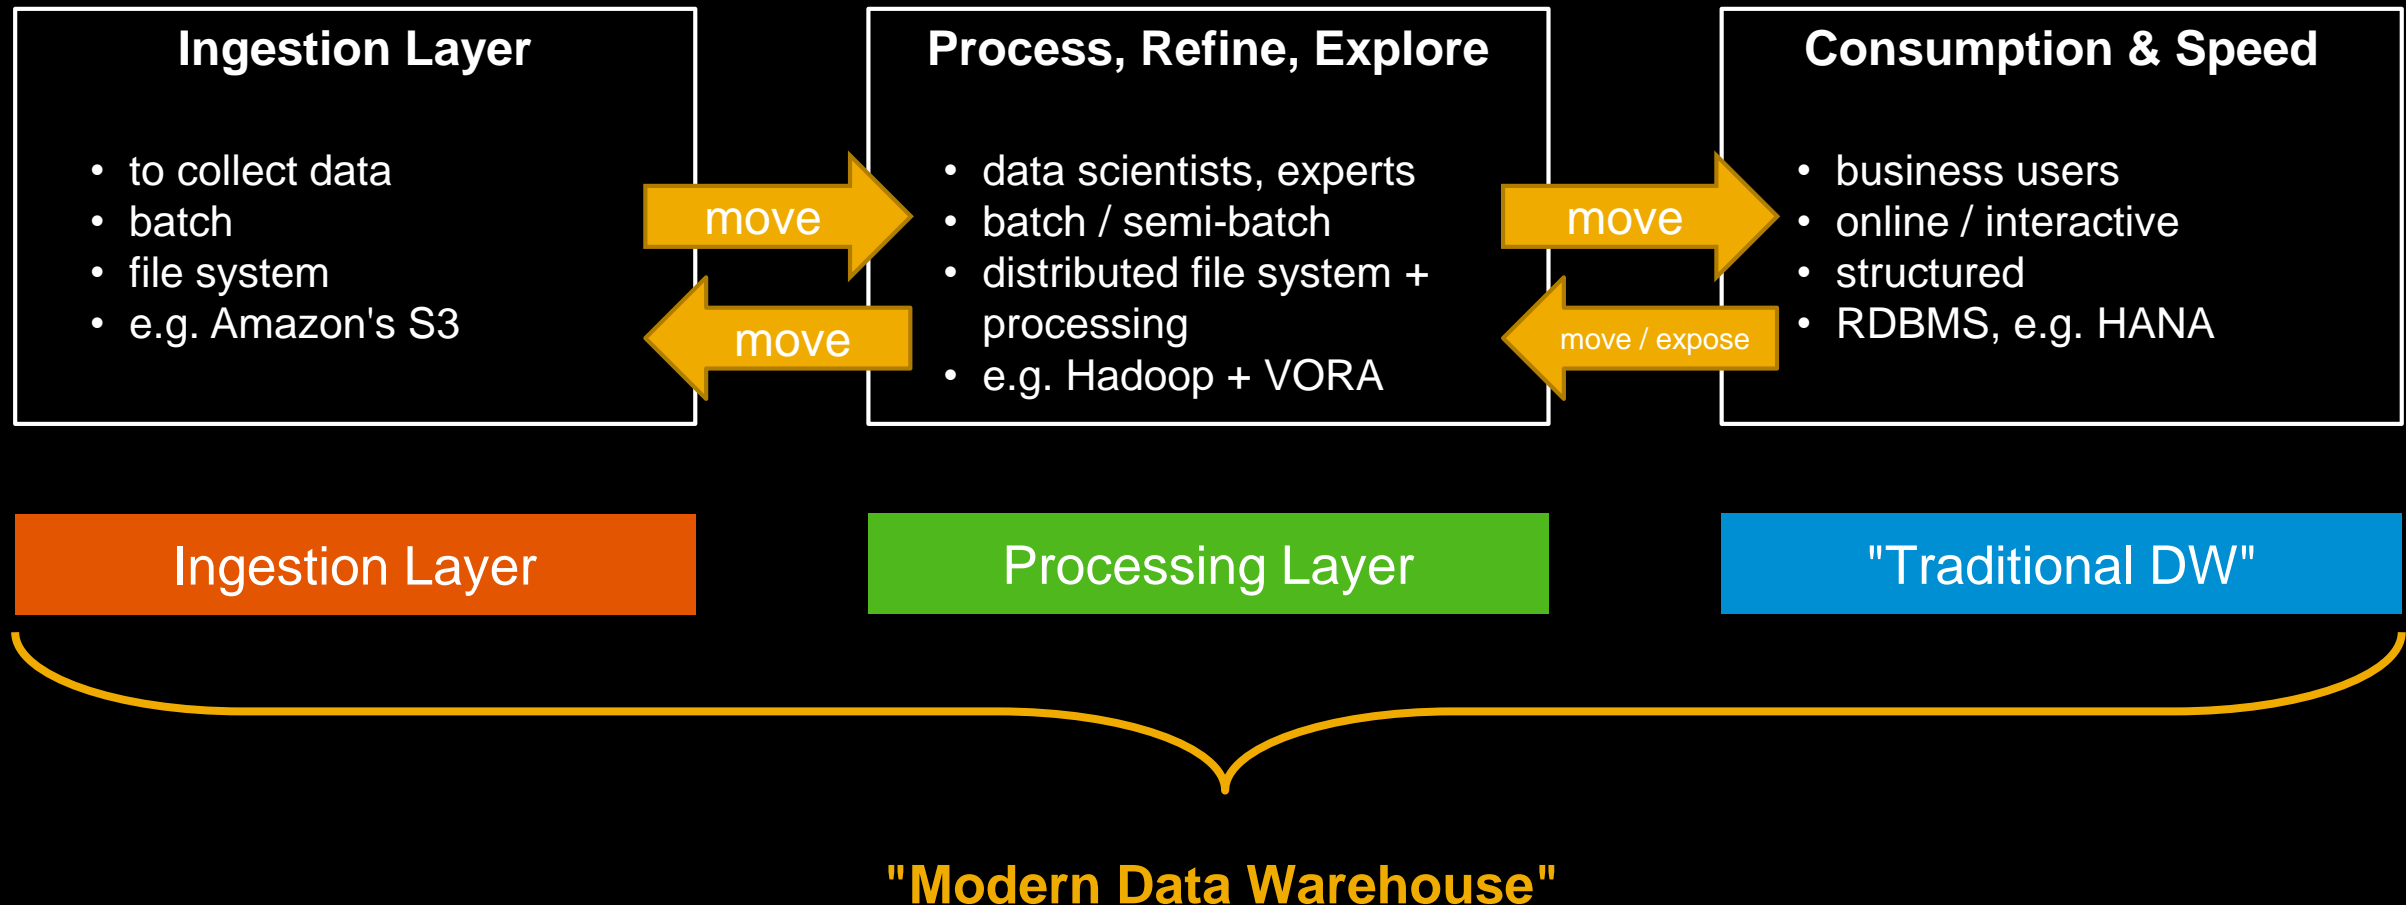 Ingestion Layer
• to collect data
• batch
• file system
• e.g. Amazon's S3
move
move
Process, Refine, Explore
• data scientists, experts
• batch / semi-batch
• distributed file system +
processing
• e.g. Hadoop + VORA
move
move / expose
Consumption & Speed
• business users
• online / interactive
• structured
• RDBMS, e.g. HANA
Ingestion Layer
Processing Layer
"Traditional DW"
"Modern Data Warehouse"